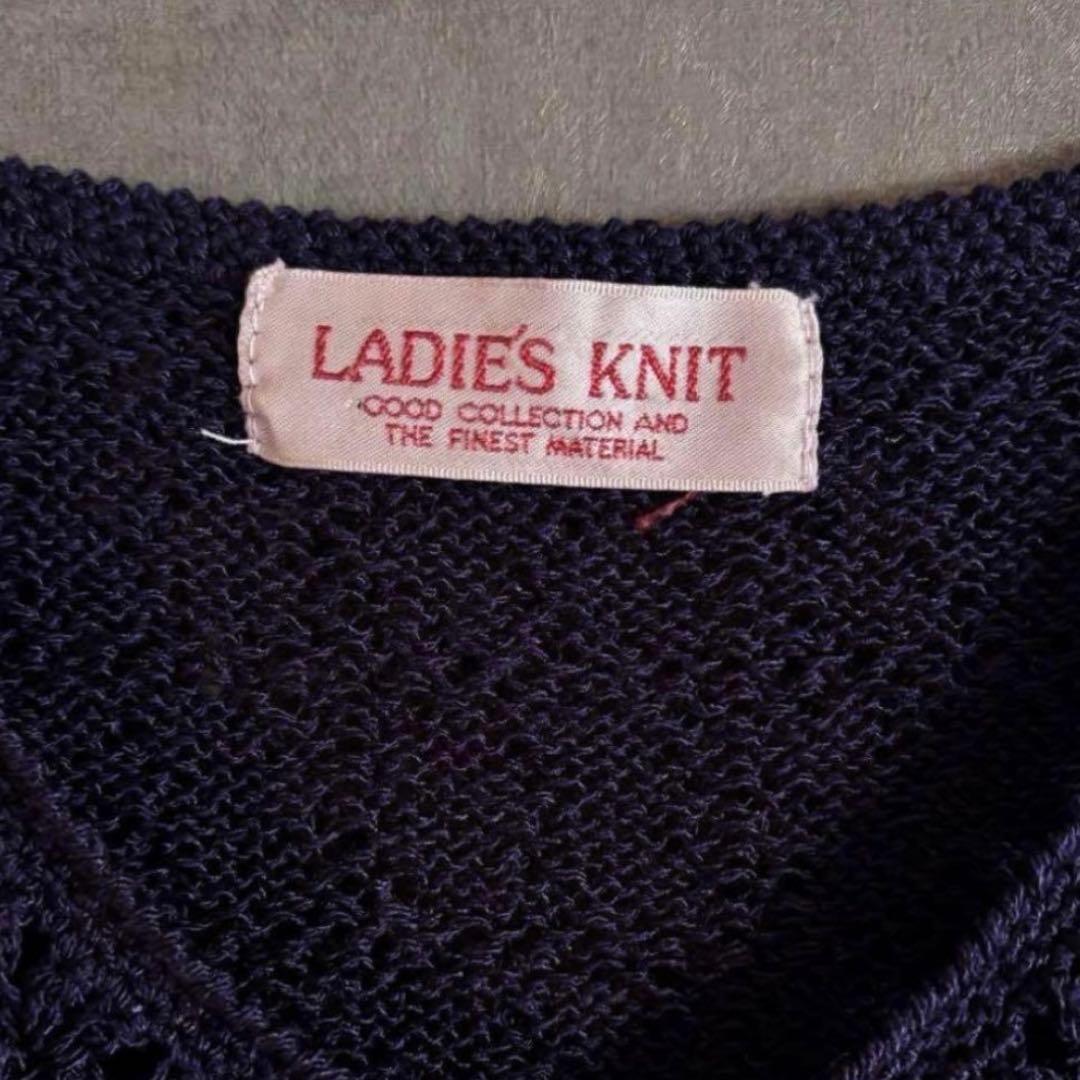 LADIE'S KNIT
GOOD COLLECTION AND
THE FINEST MATERIAL